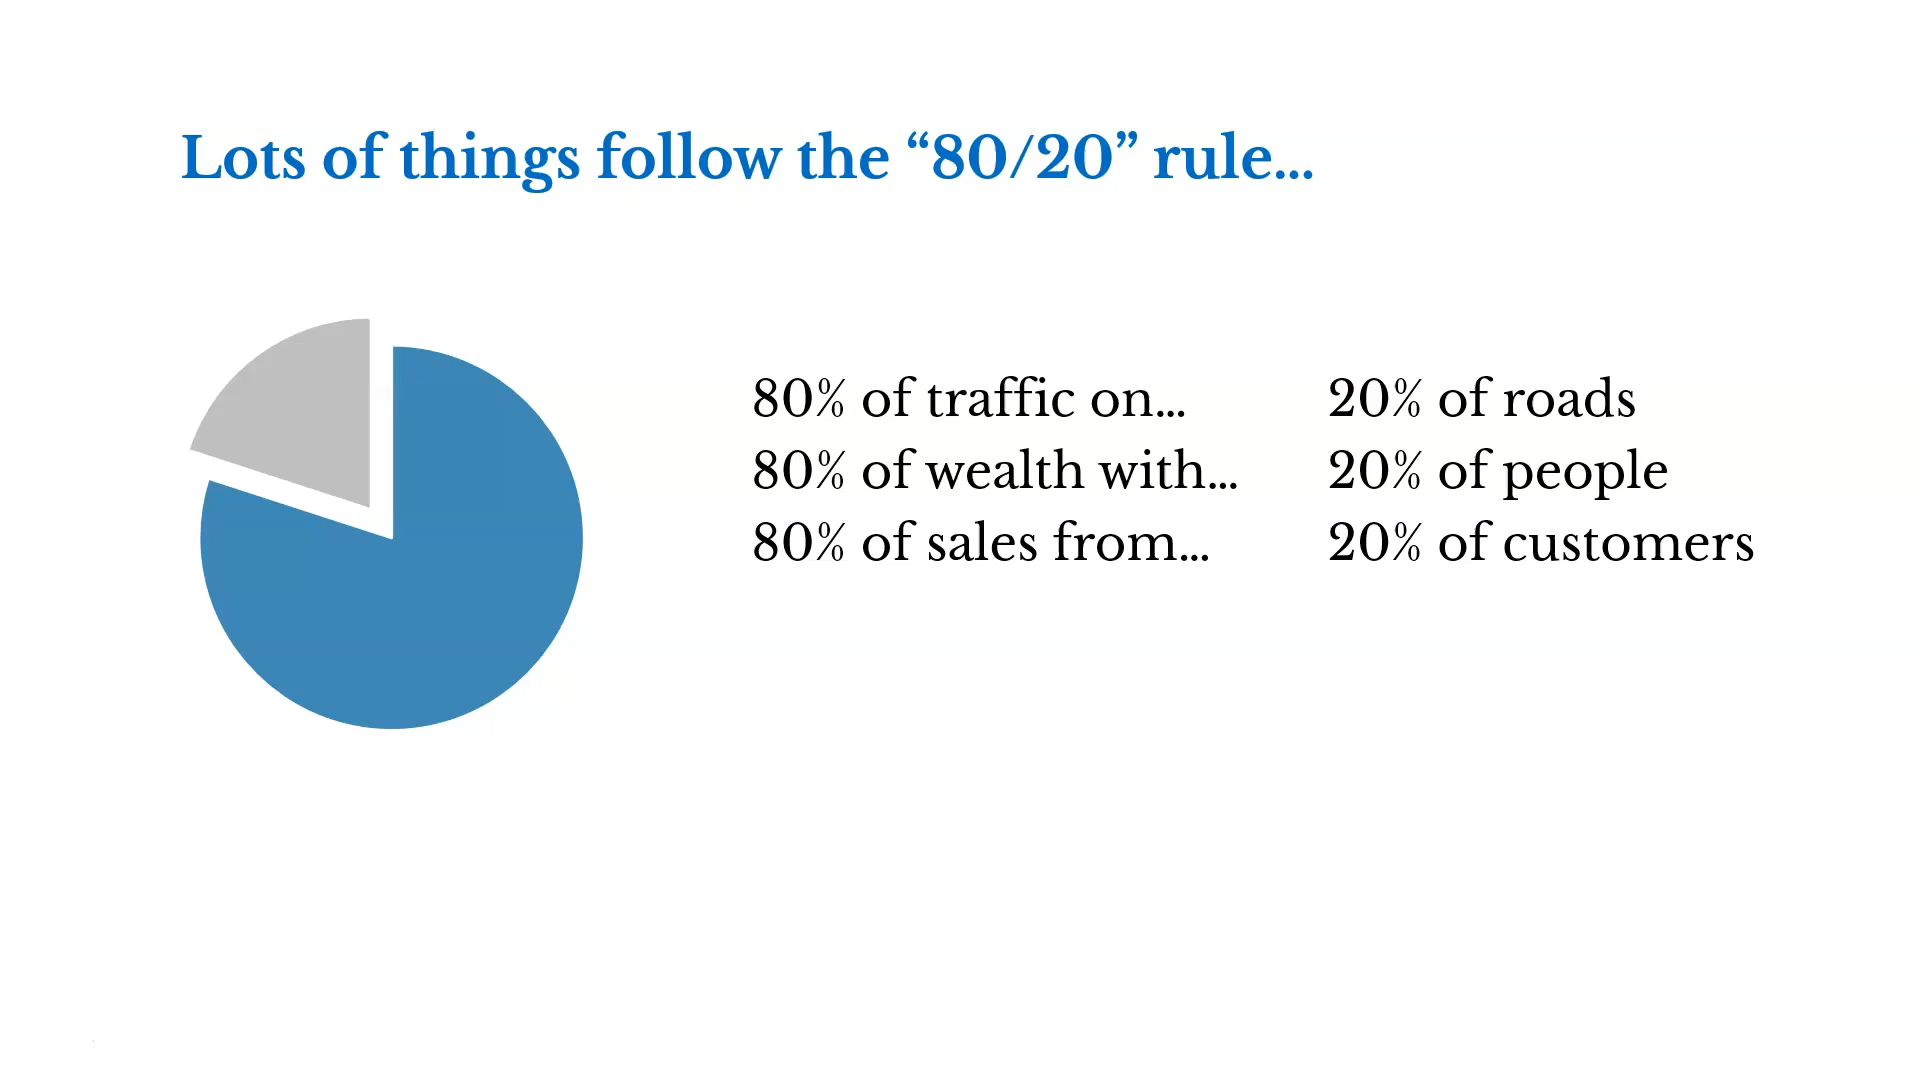 Lots of things follow the “80/20” rule…
80% of traffic on… 20% of roads
80% of wealth with… 20% of people
80% of sales from… 20% of customers